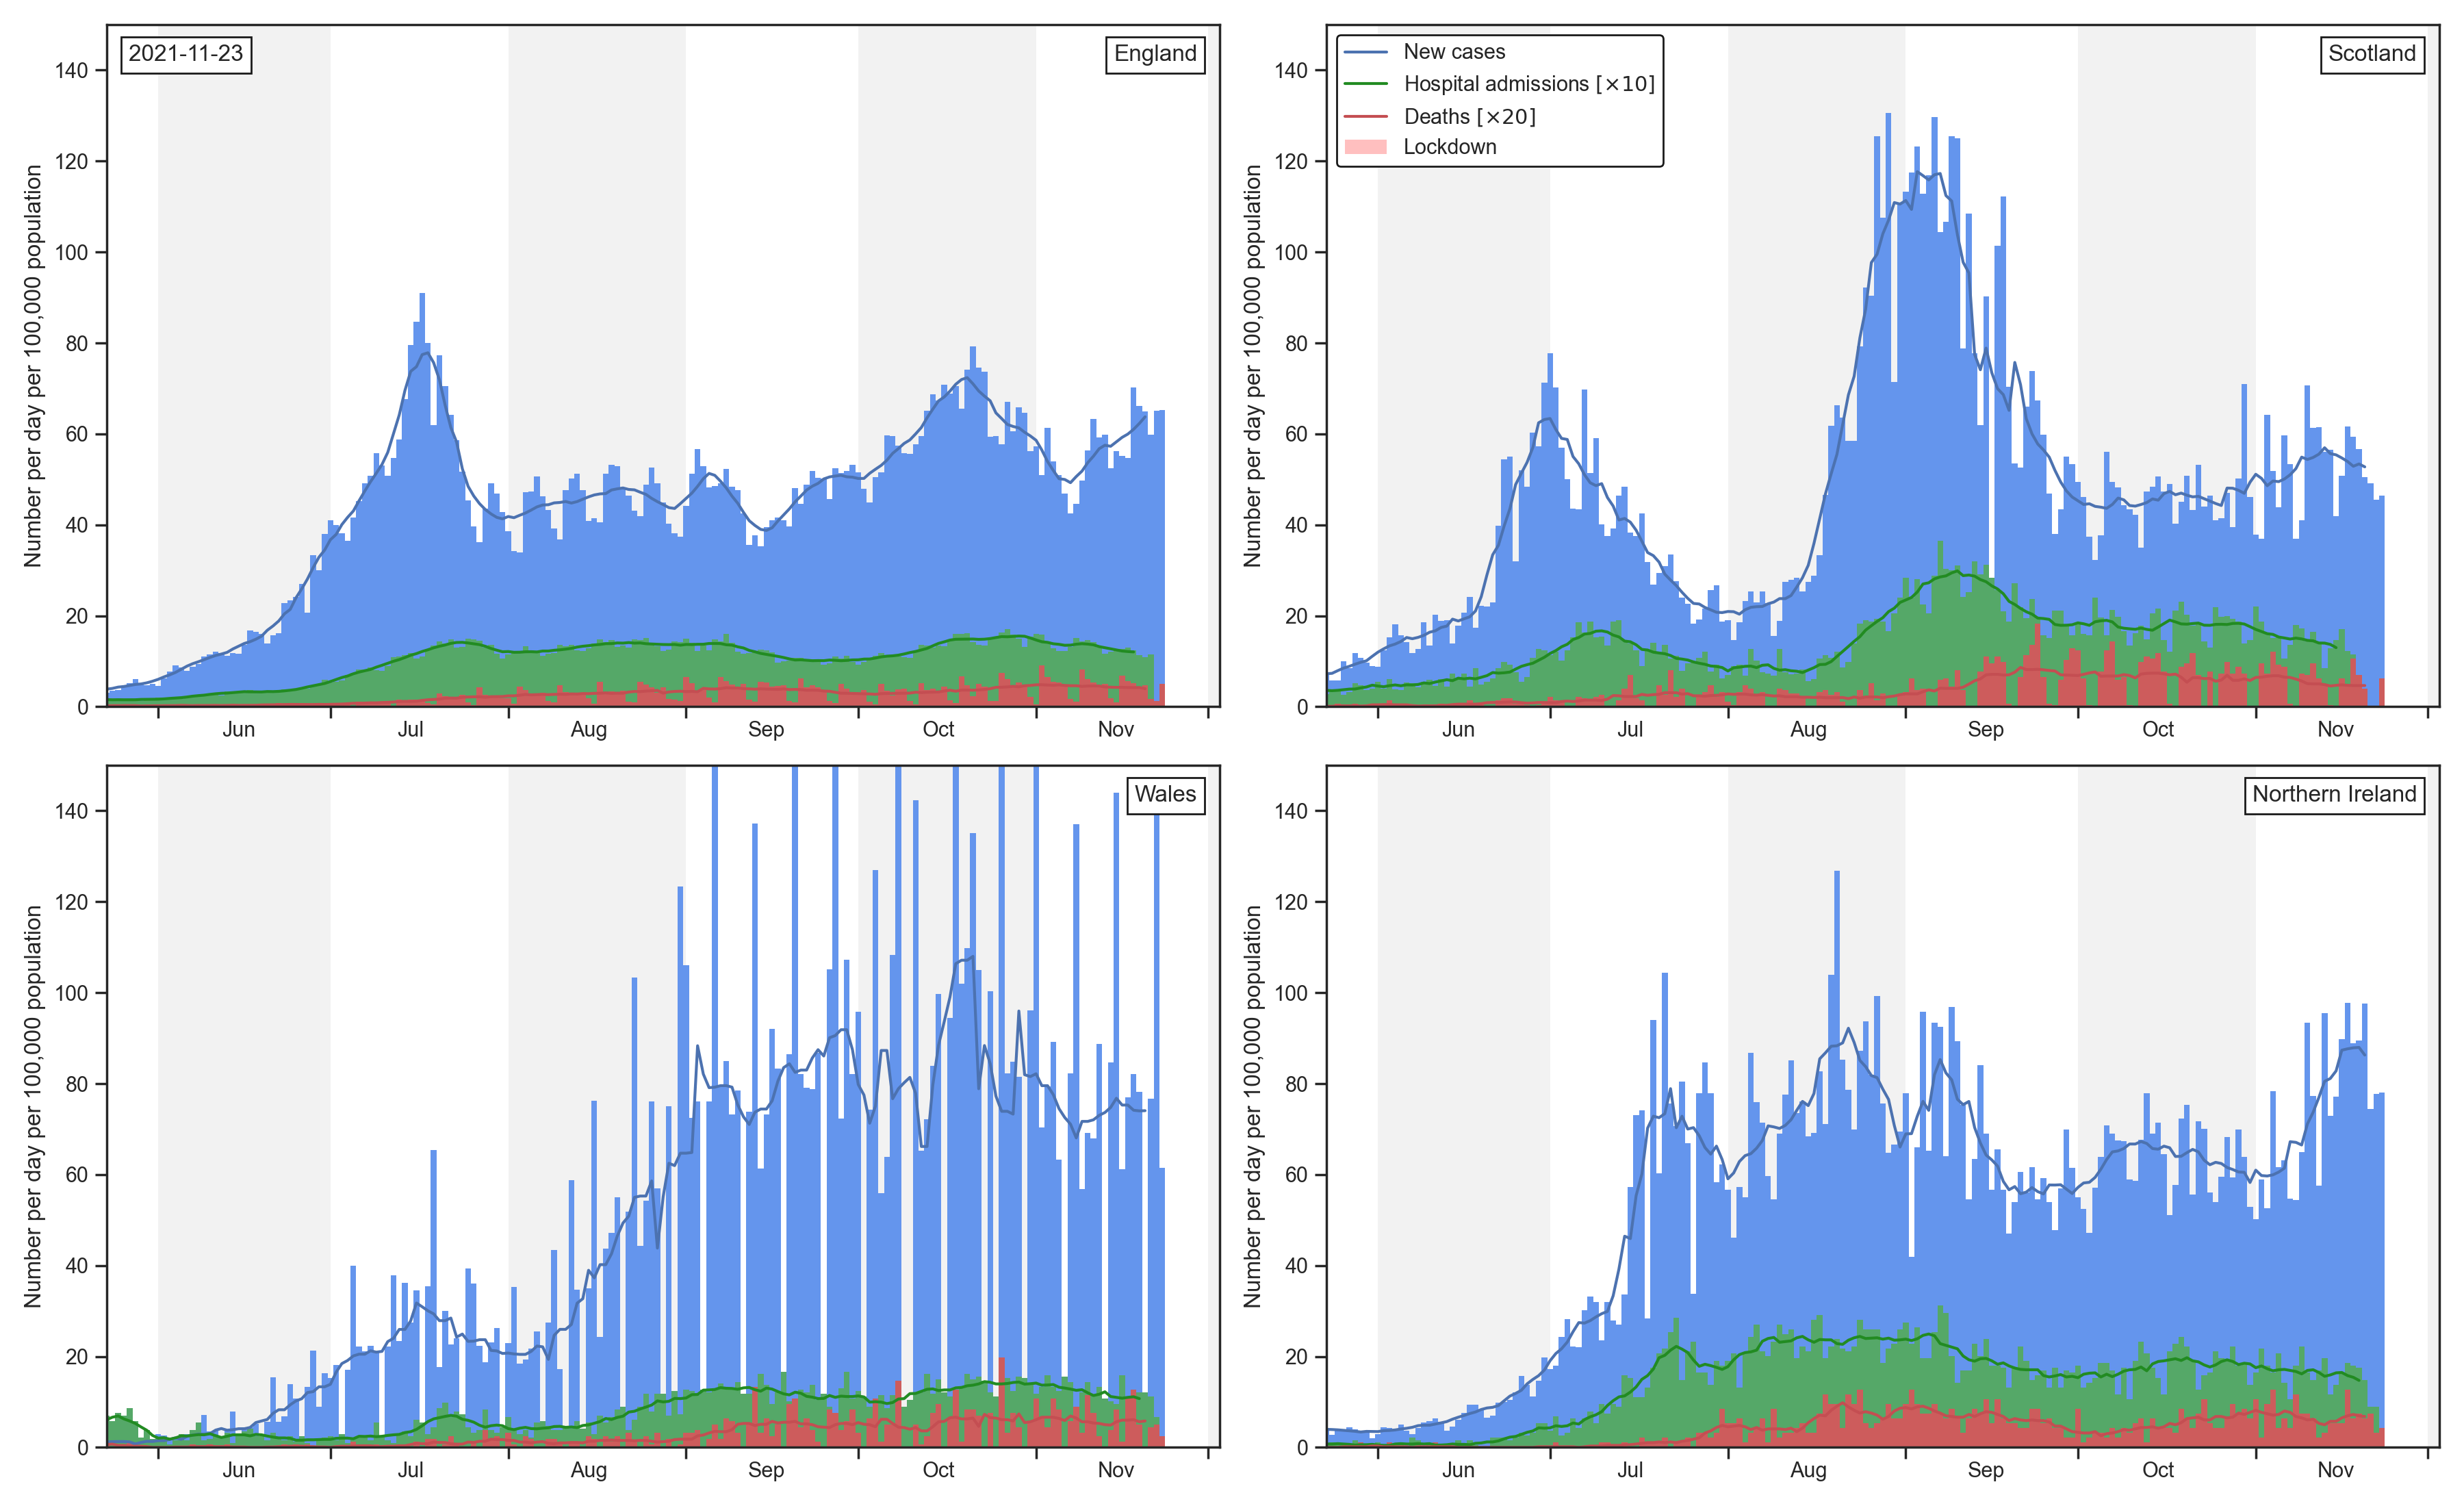 2021-11-23
England
Number per day per 100,000 population
140
120
100
80
60
40
20
0
Jun Jul Aug Sep Oct Nov
Scotland
New cases
Hospital admissions [×10]
Deaths [×20]
Lockdown
Number per day per 100,000 population
140
120
100
80
60
40
20
0
Jun Jul Aug Sep Oct Nov
Wales
Number per day per 100,000 population
140
120
100
80
60
40
20
0
Jun Jul Aug Sep Oct Nov
Northern Ireland
Number per day per 100,000 population
140
120
100
80
60
40
20
0
Jun Jul Aug Sep Oct Nov